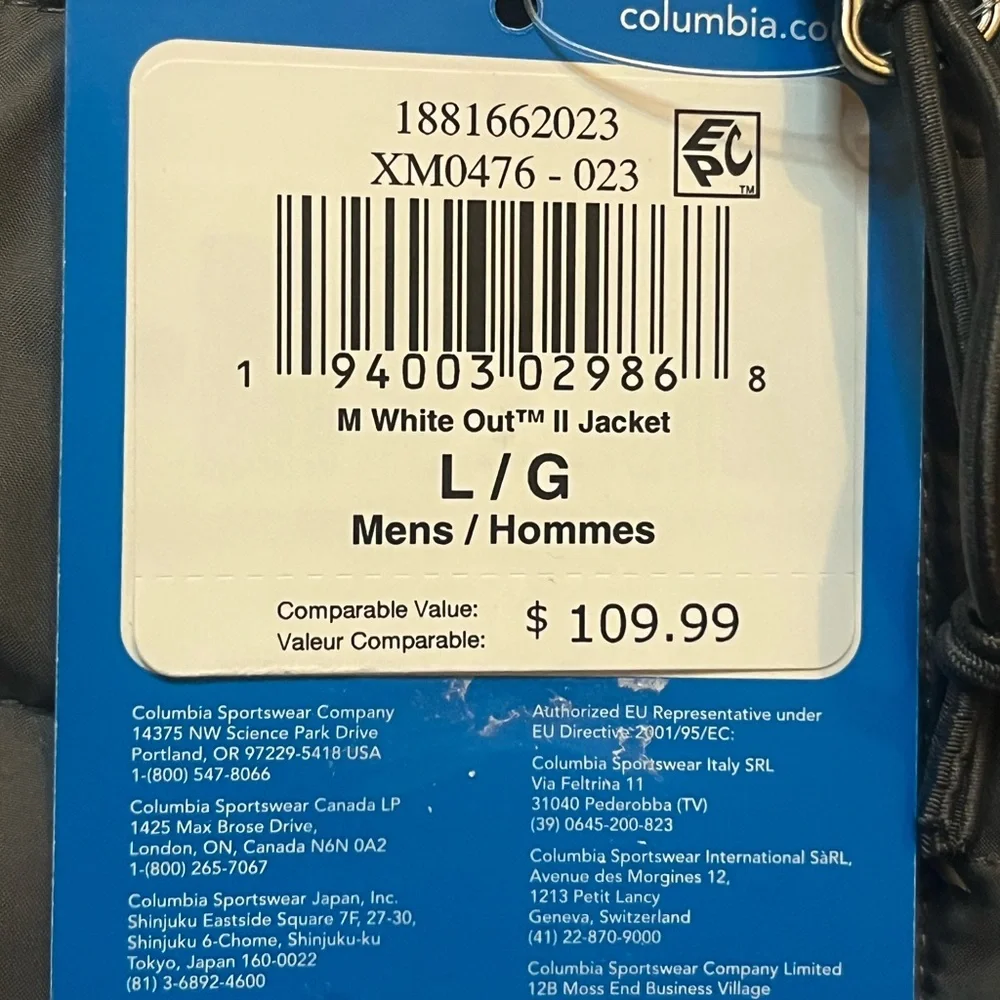 columbia.co
1881662023
XM0476 - 023
EPC
TM
1 94003 02986 8
M White Out™ II Jacket
L / G
Mens / Hommes
Comparable Value:
Valeur Comparable:
$ 109.99
Columbia Sportswear Company
14375 NW Science Park Drive
Portland, OR 97229-5418 USA
1-(800) 547-8066
Columbia Sportswear Canada LP
1425 Max Brose Drive,
London, ON, Canada N6N 0A2
1-(800) 265-7067
Columbia Sportswear Japan, Inc.
Shinjuku Eastside Square 7F, 27-30,
Shinjuku 6-Chome, Shinjuku-ku
Tokyo, Japan 160-0022
(81) 3-6892-4600
Authorized EU Representative under
EU Directive 2001/95/EC:
Columbia Sportswear Italy SRL
Via Feltrina 11
31040 Pederobba (TV)
(39) 0645-200-823
Columbia Sportswear International SàRL,
Avenue des Morgines 12,
1213 Petit Lancy
Geneva, Switzerland
(41) 22-870-9000
Columbia Sportswear Company Limited
12B Moss End Business Village